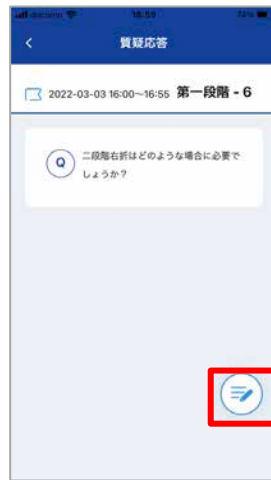 docomo 18:59 74%
質疑応答
2022-03-03 16:00~16:55 第一段階 - 6
Q 二段階右折はどのような場合に必要で
しょうか?